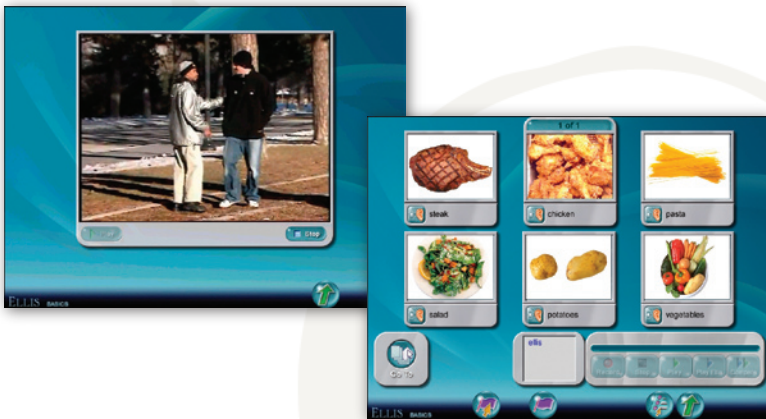 Stop
ELLIS BASICS
1 of 1
steak
chicken
pasta
salad
potatoes
vegetables
Go To
ellis
ELLIS BASICS